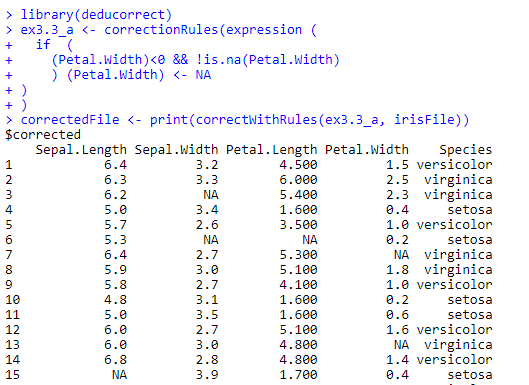 > library(deducorrect)
> ex3.3_a <- correctionRules(expression (
+   if  (
+     (Petal.Width)<0 && !is.na(Petal.Width)
+     ) (Petal.Width) <- NA
+ )
+ )
> correctedFile <- print(correctWithRules(ex3.3_a, irisFile))
$corrected
    Sepal.Length Sepal.Width Petal.Length Petal.Width    Species
1            6.4         3.2        4.500         1.5 versicolor
2            6.3         3.3        6.000         2.5  virginica
3            6.2          NA        5.400         2.3  virginica
4            5.0         3.4        1.600         0.4     setosa
5            5.7         2.6        3.500         1.0 versicolor
6            5.3          NA           NA         0.2     setosa
7            6.4         2.7        5.300          NA  virginica
8            5.9         3.0        5.100         1.8  virginica
9            5.8         2.7        4.100         1.0 versicolor
10           4.8         3.1        1.600         0.2     setosa
11           5.0         3.5        1.600         0.6     setosa
12           6.0         2.7        5.100         1.6 versicolor
13           6.0         3.0        4.800          NA  virginica
14           6.8         2.8        4.800         1.4 versicolor
15            NA         3.9        1.700         0.4     setosa